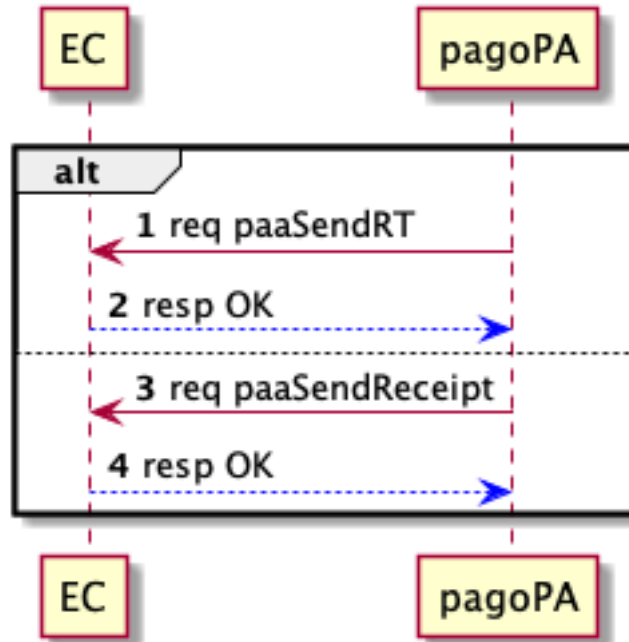 EC
pagoPA
alt
1 req paaSendRT
2 resp OK
3 req paaSendReceipt
4 resp OK
EC
pagoPA